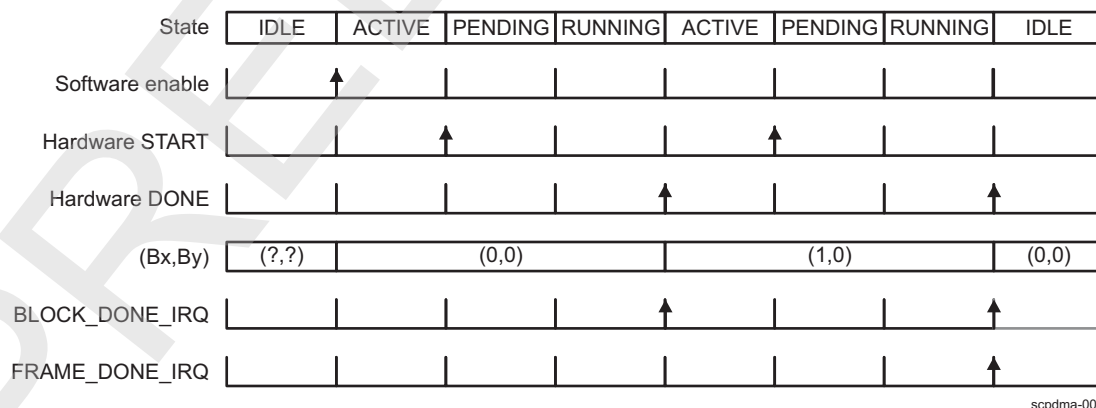 State IDLE ACTIVE PENDING RUNNING ACTIVE PENDING RUNNING IDLE
Software enable
Hardware START
Hardware DONE
(Bx,By) (?,?) (0,0) (1,0) (0,0)
BLOCK_DONE_IRQ
FRAME_DONE_IRQ
scpdma-00